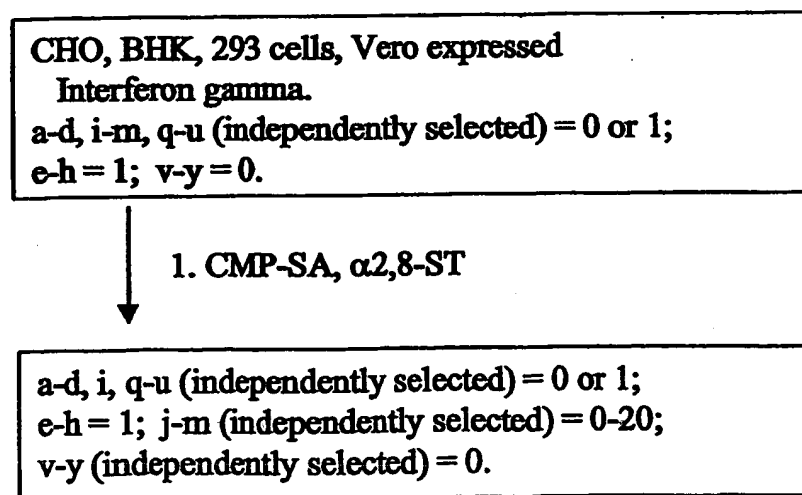 CHO, BHK, 293 cells, Vero expressed
Interferon gamma.
a-d, i-m, q-u (independently selected) = 0 or 1;
e-h = 1; v-y = 0.
1. CMP-SA, α2,8-ST
a-d, i, q-u (independently selected) = 0 or 1;
e-h = 1; j-m (independently selected) = 0-20;
v-y (independently selected) = 0.